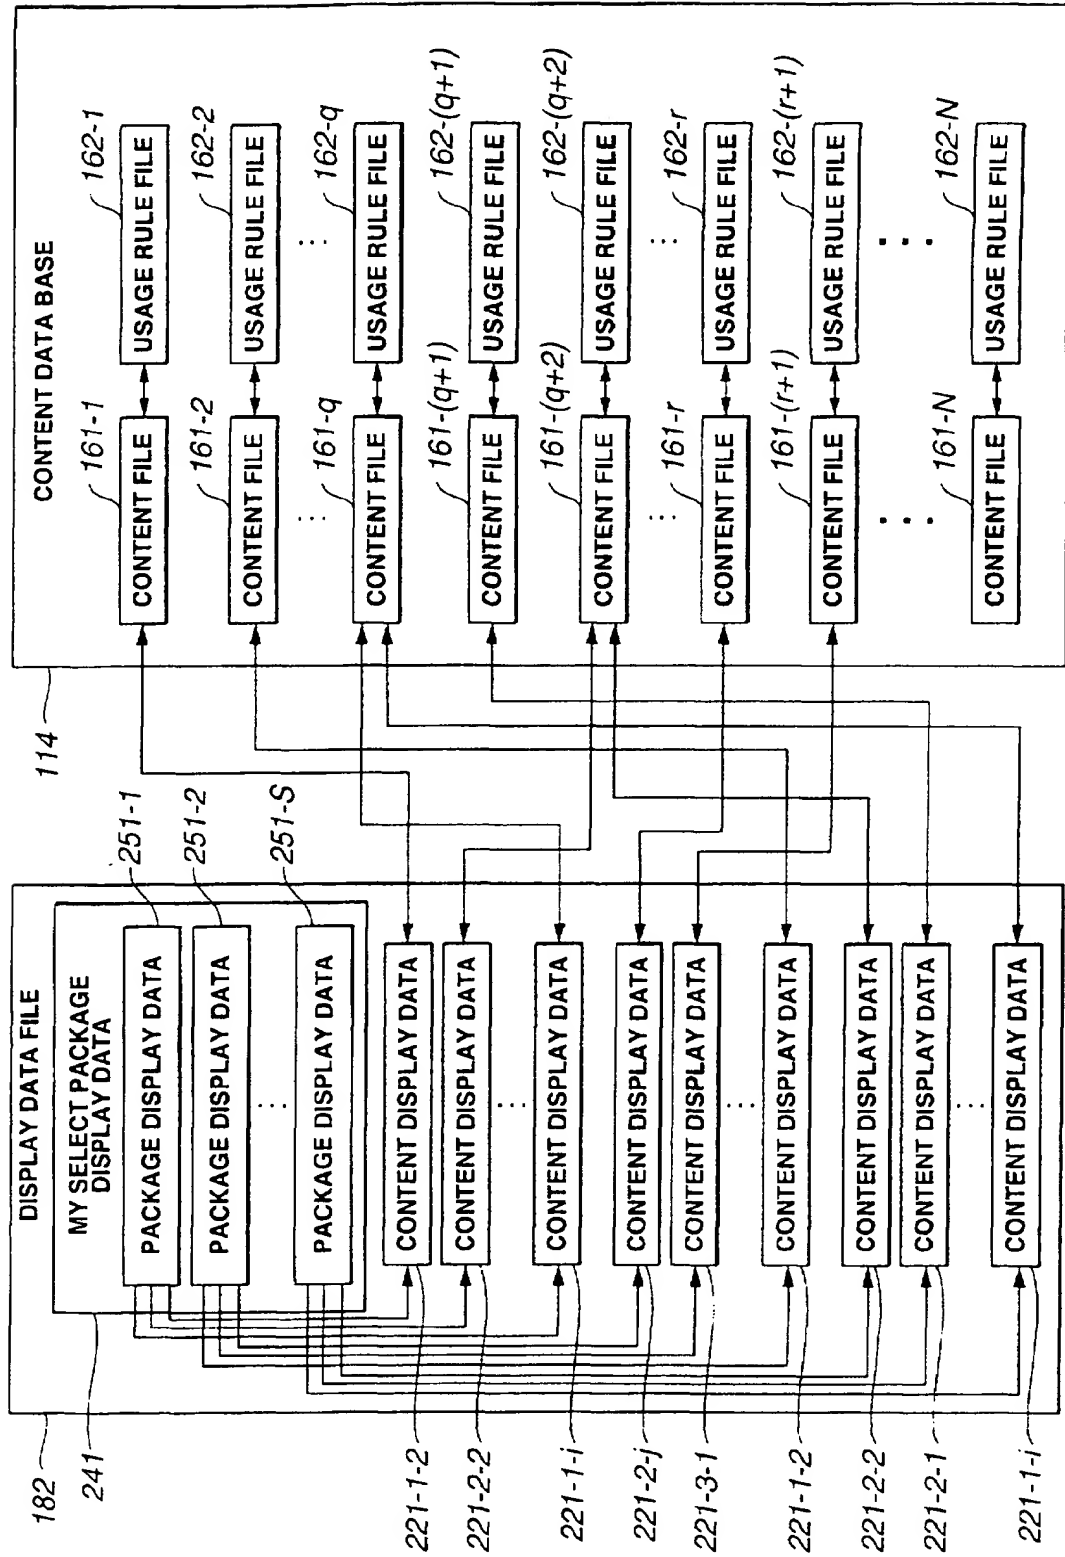 DISPLAY DATA FILE
182
MY SELECT PACKAGE
DISPLAY DATA
241
PACKAGE DISPLAY DATA
251-1
PACKAGE DISPLAY DATA
251-2
...
PACKAGE DISPLAY DATA
251-S
221-1-2
CONTENT DISPLAY DATA
221-2-2
CONTENT DISPLAY DATA
...
221-1-i
CONTENT DISPLAY DATA
221-2-j
CONTENT DISPLAY DATA
221-3-1
CONTENT DISPLAY DATA
...
221-1-2
CONTENT DISPLAY DATA
221-2-2
CONTENT DISPLAY DATA
221-2-1
CONTENT DISPLAY DATA
...
221-1-i
CONTENT DISPLAY DATA
114
CONTENT DATA BASE
161-1
CONTENT FILE
162-1
USAGE RULE FILE
161-2
CONTENT FILE
162-2
USAGE RULE FILE
... ...
161-q
CONTENT FILE
162-q
USAGE RULE FILE
161-(q+1)
CONTENT FILE
162-(q+1)
USAGE RULE FILE
161-(q+2)
CONTENT FILE
162-(q+2)
USAGE RULE FILE
... ...
161-r
CONTENT FILE
162-r
USAGE RULE FILE
161-(r+1)
CONTENT FILE
162-(r+1)
USAGE RULE FILE
... ...
161-N
CONTENT FILE
162-N
USAGE RULE FILE